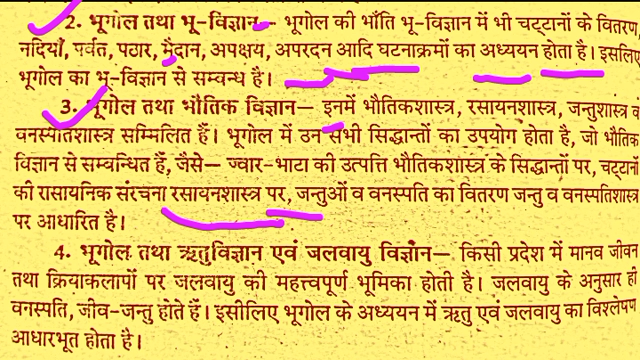 2. भूगोल तथा भू-विज्ञान– भूगोल की भाँति भू-विज्ञान में भी चट्टानों के वितरण,
नदियाँ, पर्वत, पठार, मैदान, अपक्षय, अपरदन आदि घटनाक्रमों का अध्ययन होता है। इसलिए
भूगोल का भू-विज्ञान से सम्बन्ध है।
3. भूगोल तथा भौतिक विज्ञान— इनमें भौतिकशास्त्र, रसायनशास्त्र, जन्तुशास्त्र व
वनस्पतिशास्त्र सम्मिलित हैं। भूगोल में उन सभी सिद्धान्तों का उपयोग होता है, जो भौतिक
विज्ञान से सम्बन्धित हैं, जैसे— ज्वार-भाटा की उत्पत्ति भौतिकशास्त्र के सिद्धान्तों पर, चट्टानों
की रासायनिक संरचना रसायनशास्त्र पर, जन्तुओं व वनस्पति का वितरण जन्तु व वनस्पतिशास्त्र
पर आधारित है।
4. भूगोल तथा ऋतुविज्ञान एवं जलवायु विज्ञान— किसी प्रदेश में मानव जीवन
तथा क्रियाकलापों पर जलवायु की महत्त्वपूर्ण भूमिका होती है। जलवायु के अनुसार ही
वनस्पति, जीव-जन्तु होते हैं। इसीलिए भूगोल के अध्ययन में ऋतु एवं जलवायु का विश्लेषण
आधारभूत होता है।